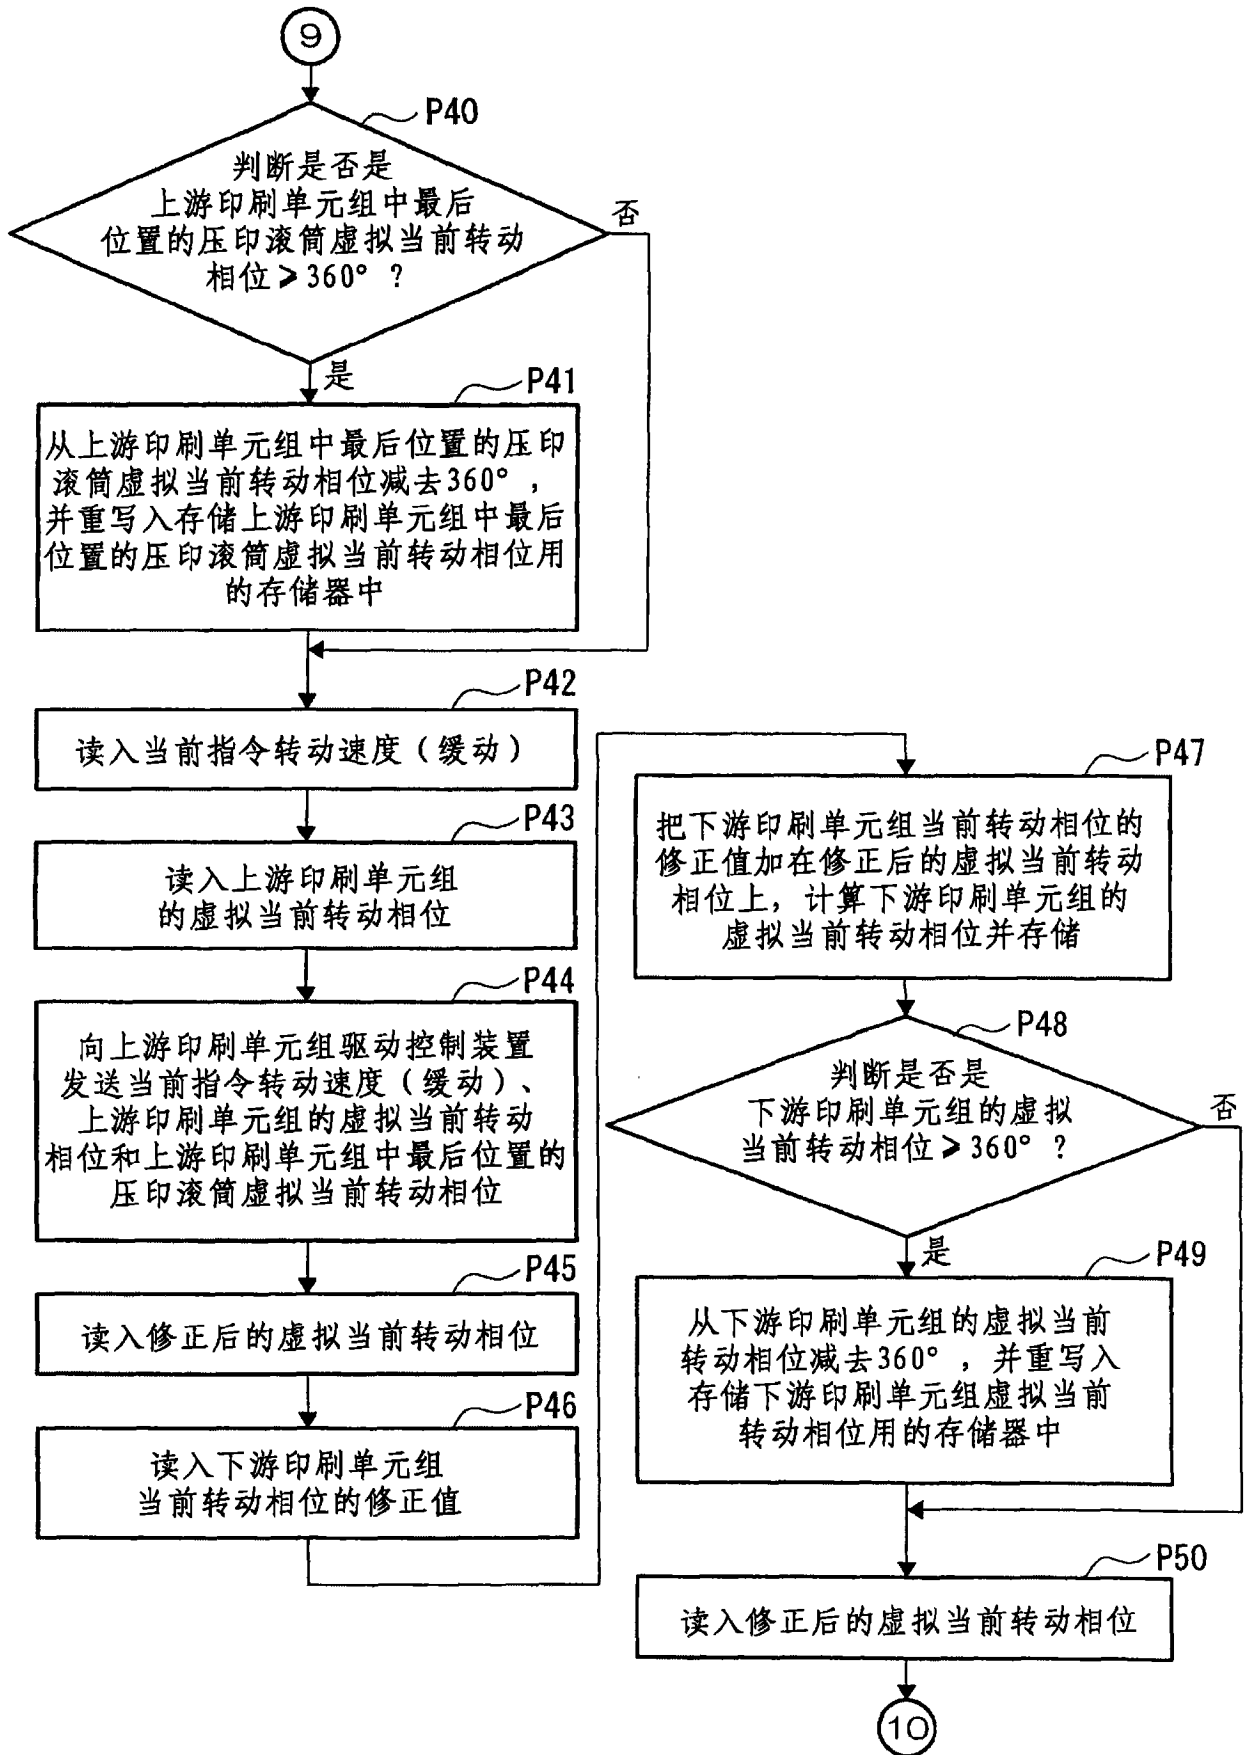 9
P40
判断是否是
上游印刷单元组中最后
位置的压印滚筒虚拟当前转动
相位≥360°？
否
是
P41
从上游印刷单元组中最后位置的压印
滚筒虚拟当前转动相位减去360°，
并重写入存储上游印刷单元组中最后
位置的压印滚筒虚拟当前转动相位用
的存储器中
P42
读入当前指令转动速度（缓动）
P43
读入上游印刷单元组
的虚拟当前转动相位
P44
向上游印刷单元组驱动控制装置
发送当前指令转动速度（缓动）、
上游印刷单元组的虚拟当前转动
相位和上游印刷单元组中最后位置的
压印滚筒虚拟当前转动相位
P45
读入修正后的虚拟当前转动相位
P46
读入下游印刷单元组
当前转动相位的修正值
P47
把下游印刷单元组当前转动相位的
修正值加在修正后的虚拟当前转动
相位上，计算下游印刷单元组的
虚拟当前转动相位并存储
P48
判断是否是
下游印刷单元组的虚拟
当前转动相位≥360°？
否
是
P49
从下游印刷单元组的虚拟当前
转动相位减去360°，并重写入
存储下游印刷单元组虚拟当前
转动相位用的存储器中
P50
读入修正后的虚拟当前转动相位
10